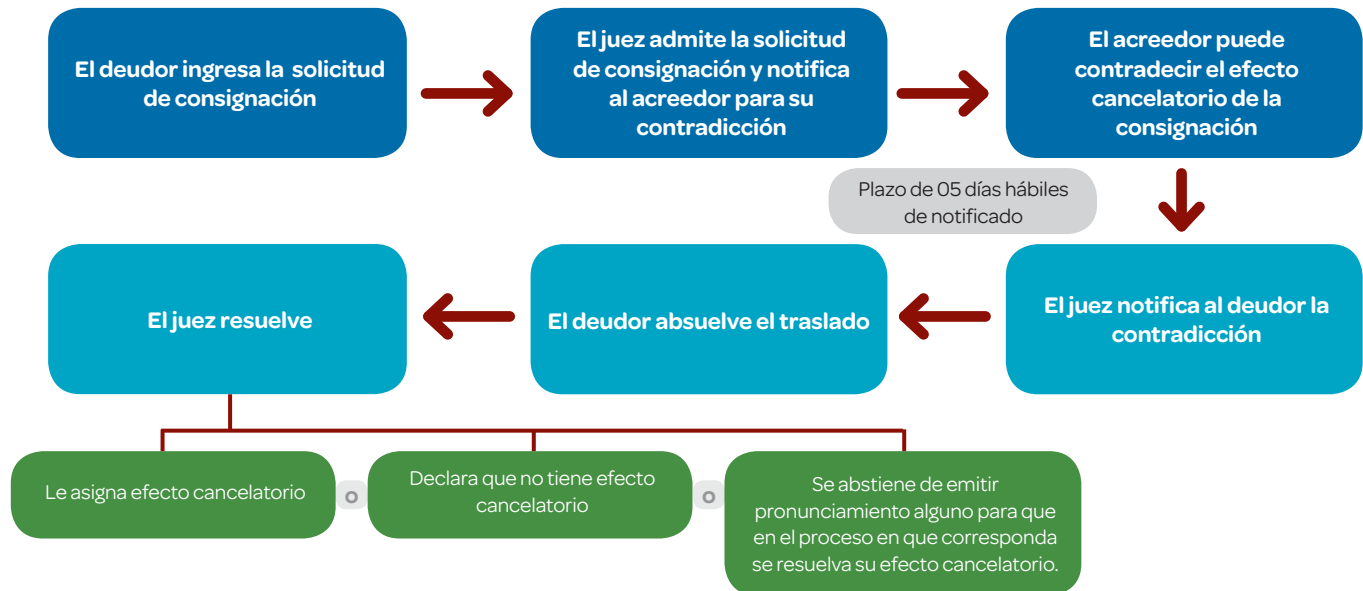 El deudor ingresa la solicitud
de consignación
El juez admite la solicitud
de consignación y notifica
al acreedor para su
contradicción
El acreedor puede
contradecir el efecto
cancelatorio de la
consignación
Plazo de 05 días hábiles
de notificado
El juez notifica al deudor la
contradicción
El deudor absuelve el traslado
El juez resuelve
Le asigna efecto cancelatorio
o
Declara que no tiene efecto
cancelatorio
o
Se abstiene de emitir
pronunciamiento alguno para que
en el proceso en que corresponda
se resuelva su efecto cancelatorio.